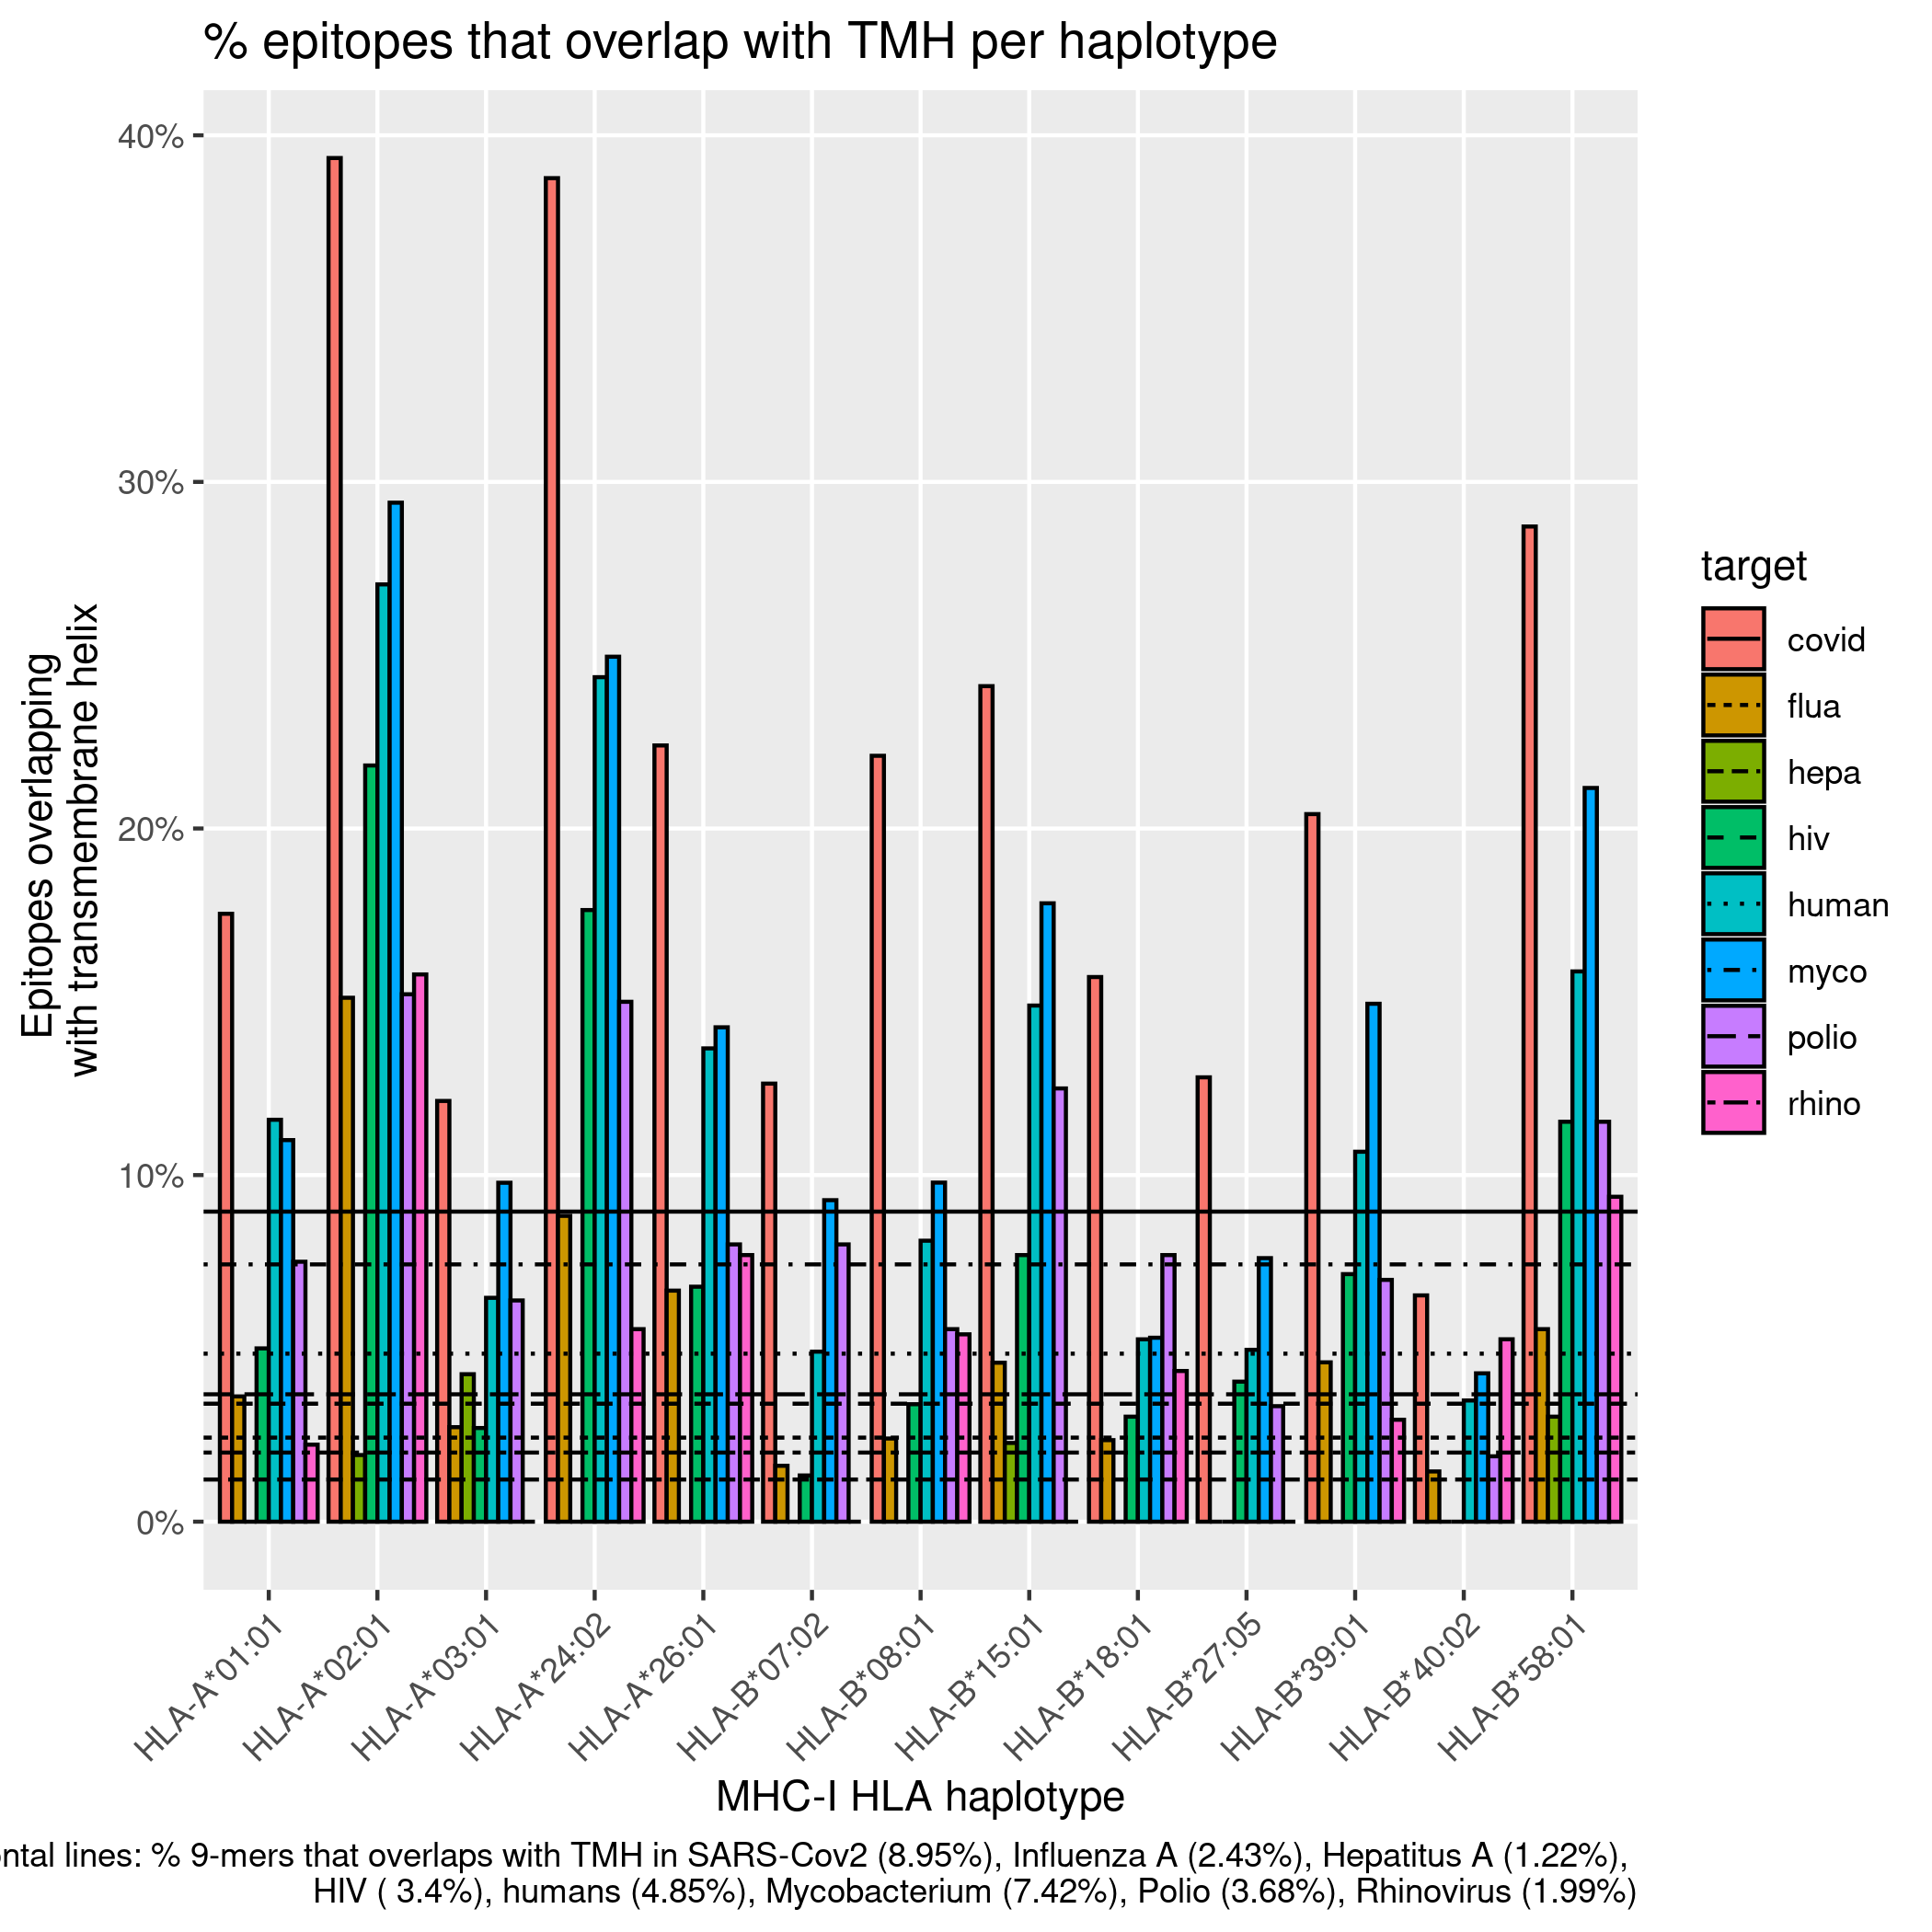 % epitopes that overlap with TMH per haplotype
Epitopes overlapping
with transmembrane helix
40%
30%
20%
10%
0%
HLA-A*01:01
HLA-A*02:01
HLA-A*03:01
HLA-A*24:02
HLA-A*26:01
HLA-B*07:02
HLA-B*08:01
HLA-B*15:01
HLA-B*18:01
HLA-B*27:05
HLA-B*39:01
HLA-B*40:02
HLA-B*58:01
MHC-I HLA haplotype
target
covid
flua
hepa
hiv
human
myco
polio
rhino
ntal lines: % 9-mers that overlaps with TMH in SARS-Cov2 (8.95%), Influenza A (2.43%), Hepatitus A (1.22%),
HIV ( 3.4%), humans (4.85%), Mycobacterium (7.42%), Polio (3.68%), Rhinovirus (1.99%)